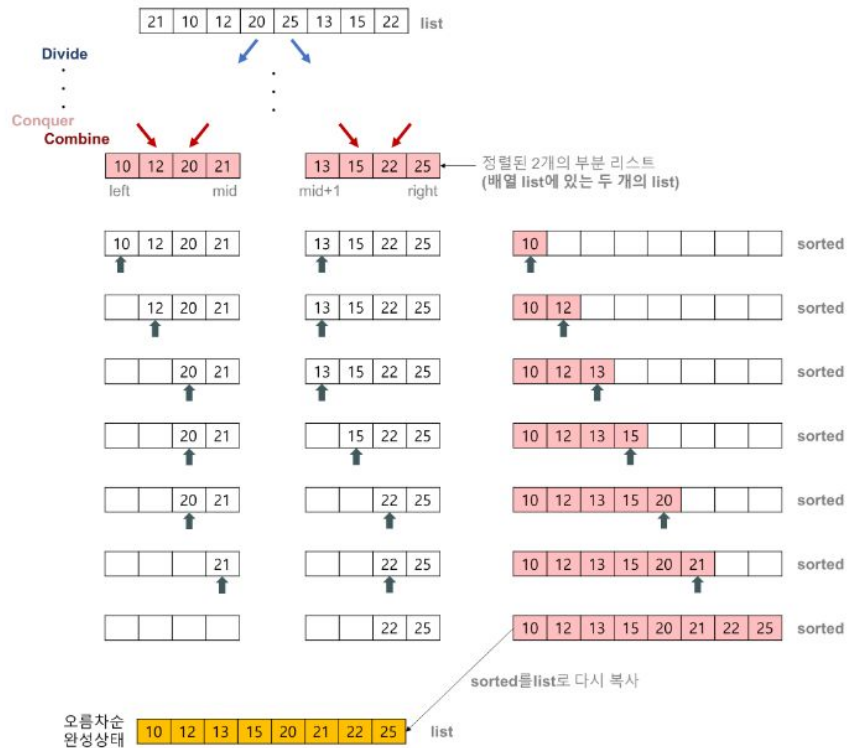 21 10 12 20 25 13 15 22 list
Divide
Conquer
Combine
10 12 20 21 13 15 22 25 정렬된 2개의 부분 리스트
left mid mid+1 right (배열 list에 있는 두 개의 list)
10 12 20 21 13 15 22 25 10 sorted
12 20 21 13 15 22 25 10 12 sorted
20 21 13 15 22 25 10 12 13 sorted
20 21 15 22 25 10 12 13 15 sorted
20 21 22 25 10 12 13 15 20 sorted
21 22 25 10 12 13 15 20 21 sorted
22 25 10 12 13 15 20 21 22 25 sorted
sorted를list로 다시 복사
오름차순
완성상태 10 12 13 15 20 21 22 25 list